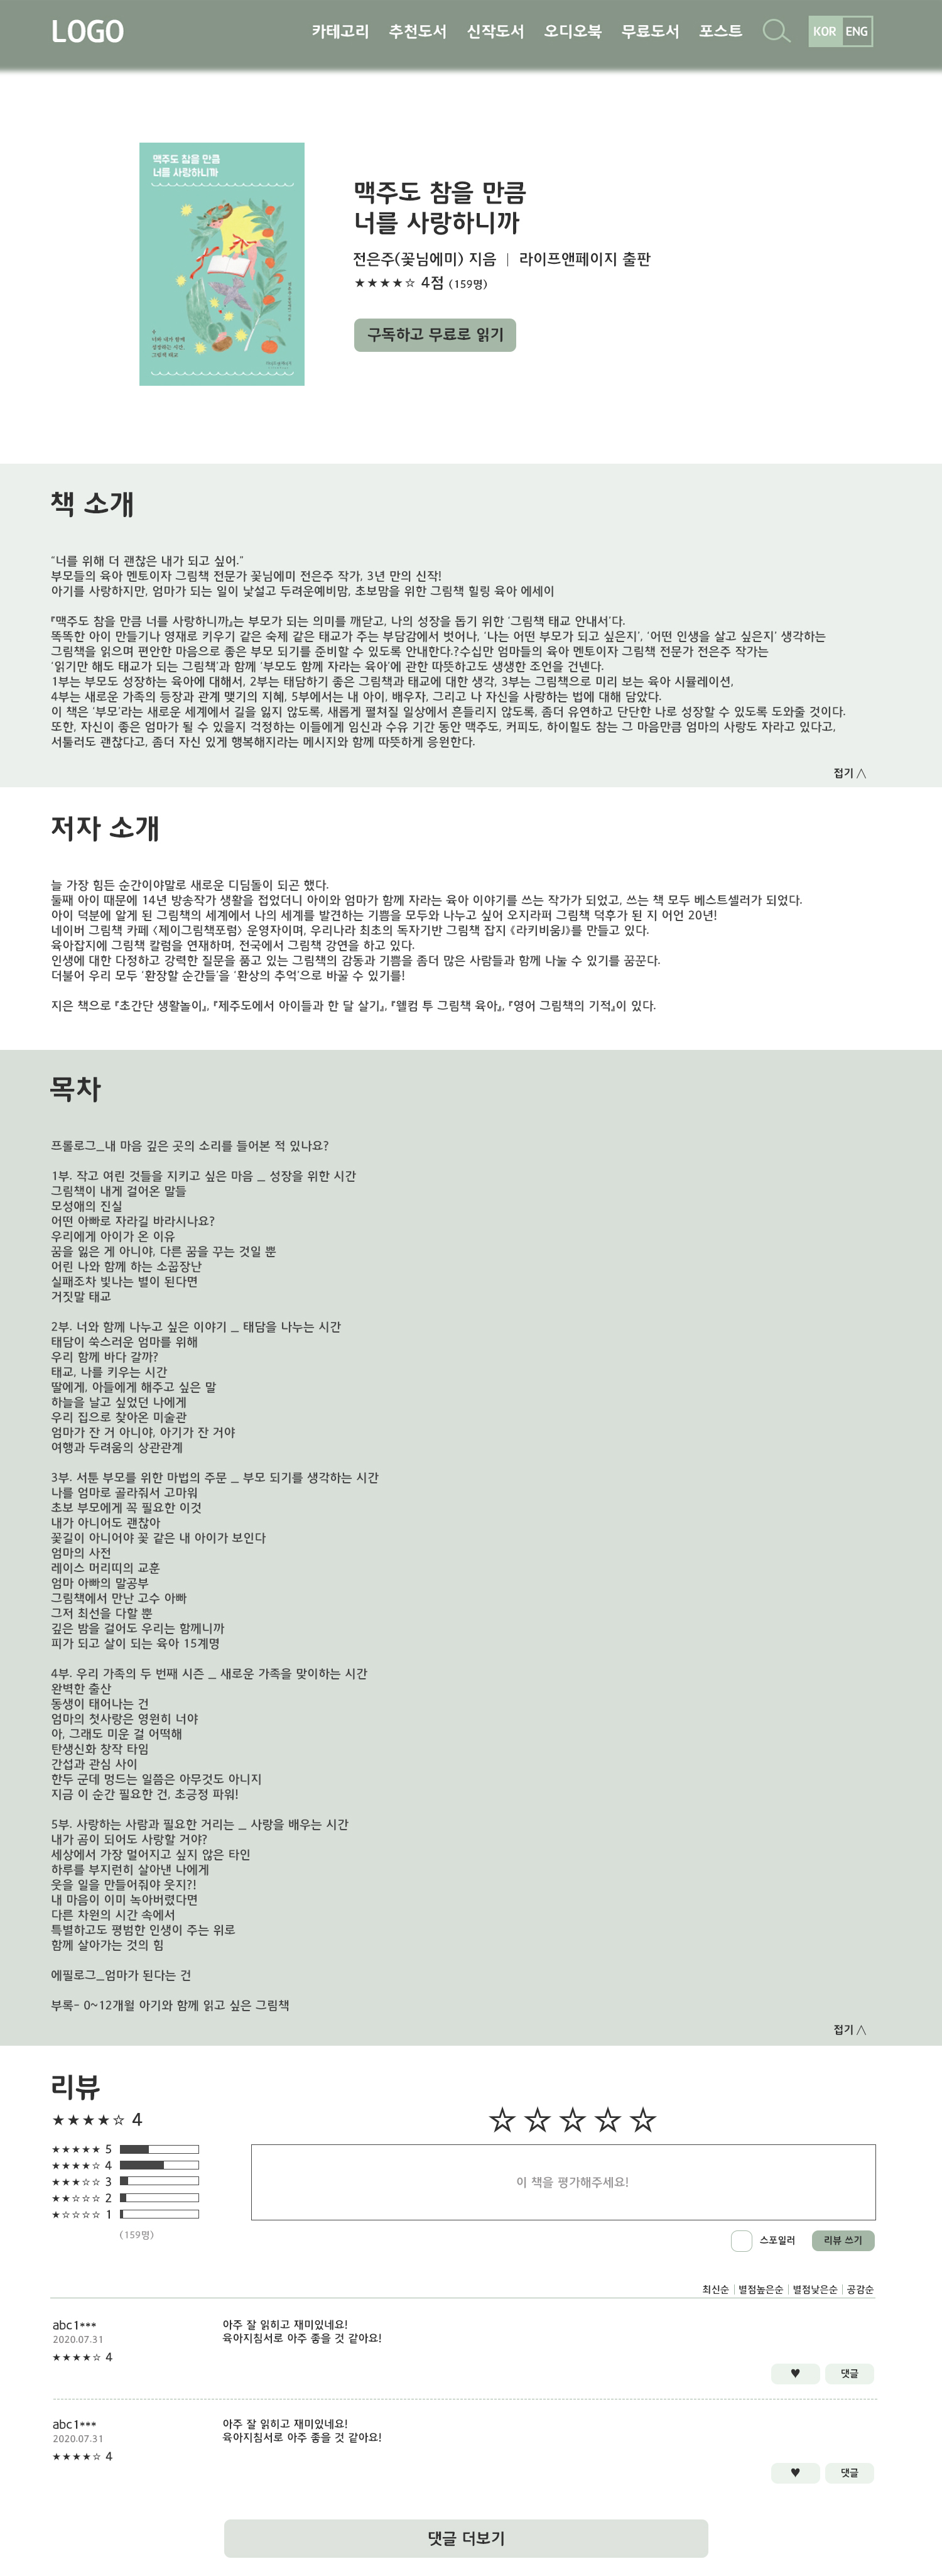 LOGO
카테고리 추천도서 신작도서 오디오북 무료도서 포스트
KOR ENG
맥주도 참을 만큼
너를 사랑하니까
너와 내가 함께
성장하는 시간,
그림책 태교
맥주도 참을 만큼
너를 사랑하니까
전은주(꽃님에미) 지음 | 라이프앤페이지 출판
★★★★☆ 4점 (159명)
구독하고 무료로 읽기
책 소개
“너를 위해 더 괜찮은 내가 되고 싶어.”
부모들의 육아 멘토이자 그림책 전문가 꽃님에미 전은주 작가, 3년 만의 신작!
아기를 사랑하지만, 엄마가 되는 일이 낯설고 두려운예비맘, 초보맘을 위한 그림책 힐링 육아 에세이
『맥주도 참을 만큼 너를 사랑하니까』는 부모가 되는 의미를 깨닫고, 나의 성장을 돕기 위한 ‘그림책 태교 안내서’다.
똑똑한 아이 만들기나 영재로 키우기 같은 숙제 같은 태교가 주는 부담감에서 벗어나, ‘나는 어떤 부모가 되고 싶은지’, ‘어떤 인생을 살고 싶은지’ 생각하는
그림책을 읽으며 편안한 마음으로 좋은 부모 되기를 준비할 수 있도록 안내한다.?수십만 엄마들의 육아 멘토이자 그림책 전문가 전은주 작가는
‘읽기만 해도 태교가 되는 그림책’과 함께 ‘부모도 함께 자라는 육아’에 관한 따뜻하고도 생생한 조언을 건넨다.
1부는 부모도 성장하는 육아에 대해서, 2부는 태담하기 좋은 그림책과 태교에 대한 생각, 3부는 그림책으로 미리 보는 육아 시뮬레이션,
4부는 새로운 가족의 등장과 관계 맺기의 지혜, 5부에서는 내 아이, 배우자, 그리고 나 자신을 사랑하는 법에 대해 담았다.
이 책은 ‘부모’라는 새로운 세계에서 길을 잃지 않도록, 새롭게 펼쳐질 일상에서 흔들리지 않도록, 좀더 유연하고 단단한 나로 성장할 수 있도록 도와줄 것이다.
또한, 자신이 좋은 엄마가 될 수 있을지 걱정하는 이들에게 임신과 수유 기간 동안 맥주도, 커피도, 하이힐도 참는 그 마음만큼 엄마의 사랑도 자라고 있다고,
서툴러도 괜찮다고, 좀더 자신 있게 행복해지라는 메시지와 함께 따뜻하게 응원한다.
접기 ∧
저자 소개
늘 가장 힘든 순간이야말로 새로운 디딤돌이 되곤 했다.
둘째 아이 때문에 14년 방송작가 생활을 접었더니 아이와 엄마가 함께 자라는 육아 이야기를 쓰는 작가가 되었고, 쓰는 책 모두 베스트셀러가 되었다.
아이 덕분에 알게 된 그림책의 세계에서 나의 세계를 발견하는 기쁨을 모두와 나누고 싶어 오지라퍼 그림책 덕후가 된 지 어언 20년!
네이버 그림책 카페 〈제이그림책포럼〉 운영자이며, 우리나라 최초의 독자기반 그림책 잡지 《라키비움J》를 만들고 있다.
육아잡지에 그림책 칼럼을 연재하며, 전국에서 그림책 강연을 하고 있다.
인생에 대한 다정하고 강력한 질문을 품고 있는 그림책의 감동과 기쁨을 좀더 많은 사람들과 함께 나눌 수 있기를 꿈꾼다.
더불어 우리 모두 ‘환장할 순간들’을 ‘환상의 추억’으로 바꿀 수 있기를!
지은 책으로 『초간단 생활놀이』, 『제주도에서 아이들과 한 달 살기』, 『웰컴 투 그림책 육아』, 『영어 그림책의 기적』이 있다.
목차
프롤로그_내 마음 깊은 곳의 소리를 들어본 적 있나요?
1부. 작고 여린 것들을 지키고 싶은 마음 _ 성장을 위한 시간
그림책이 내게 걸어온 말들
모성애의 진실
어떤 아빠로 자라길 바라시나요?
우리에게 아이가 온 이유
꿈을 잃은 게 아니야, 다른 꿈을 꾸는 것일 뿐
어린 나와 함께 하는 소꿉장난
실패조차 빛나는 별이 된다면
거짓말 태교
2부. 너와 함께 나누고 싶은 이야기 _ 태담을 나누는 시간
태담이 쑥스러운 엄마를 위해
우리 함께 바다 갈까?
태교, 나를 키우는 시간
딸에게, 아들에게 해주고 싶은 말
하늘을 날고 싶었던 나에게
우리 집으로 찾아온 미술관
엄마가 잔 거 아니야, 아기가 잔 거야
여행과 두려움의 상관관계
3부. 서툰 부모를 위한 마법의 주문 _ 부모 되기를 생각하는 시간
나를 엄마로 골라줘서 고마워
초보 부모에게 꼭 필요한 이것
내가 아니어도 괜찮아
꽃길이 아니어야 꽃 같은 내 아이가 보인다
엄마의 사전
레이스 머리띠의 교훈
엄마 아빠의 말공부
그림책에서 만난 고수 아빠
그저 최선을 다할 뿐
깊은 밤을 걸어도 우리는 함께니까
피가 되고 살이 되는 육아 15계명
4부. 우리 가족의 두 번째 시즌 _ 새로운 가족을 맞이하는 시간
완벽한 출산
동생이 태어나는 건
엄마의 첫사랑은 영원히 너야
아, 그래도 미운 걸 어떡해
탄생신화 창작 타임
간섭과 관심 사이
한두 군데 멍드는 일쯤은 아무것도 아니지
지금 이 순간 필요한 건, 초긍정 파워!
5부. 사랑하는 사람과 필요한 거리는 _ 사랑을 배우는 시간
내가 곰이 되어도 사랑할 거야?
세상에서 가장 멀어지고 싶지 않은 타인
하루를 부지런히 살아낸 나에게
웃을 일을 만들어줘야 웃지?!
내 마음이 이미 녹아버렸다면
다른 차원의 시간 속에서
특별하고도 평범한 인생이 주는 위로
함께 살아가는 것의 힘
에필로그_엄마가 된다는 건
부록- 0~12개월 아기와 함께 읽고 싶은 그림책
접기 ∧
리뷰
★★★★☆ 4
☆☆☆☆☆
★★★★★ 5
★★★★☆ 4
★★★☆☆ 3
★★☆☆☆ 2
★☆☆☆☆ 1
(159명)
이 책을 평가해주세요!
스포일러
리뷰 쓰기
최신순 | 별점높은순 | 별점낮은순 | 공감순
abc1***
2020.07.31
★★★★☆ 4
아주 잘 읽히고 재미있네요!
육아지침서로 아주 좋을 것 같아요!
♥ 댓글
abc1***
2020.07.31
★★★★☆ 4
아주 잘 읽히고 재미있네요!
육아지침서로 아주 좋을 것 같아요!
♥ 댓글
댓글 더보기